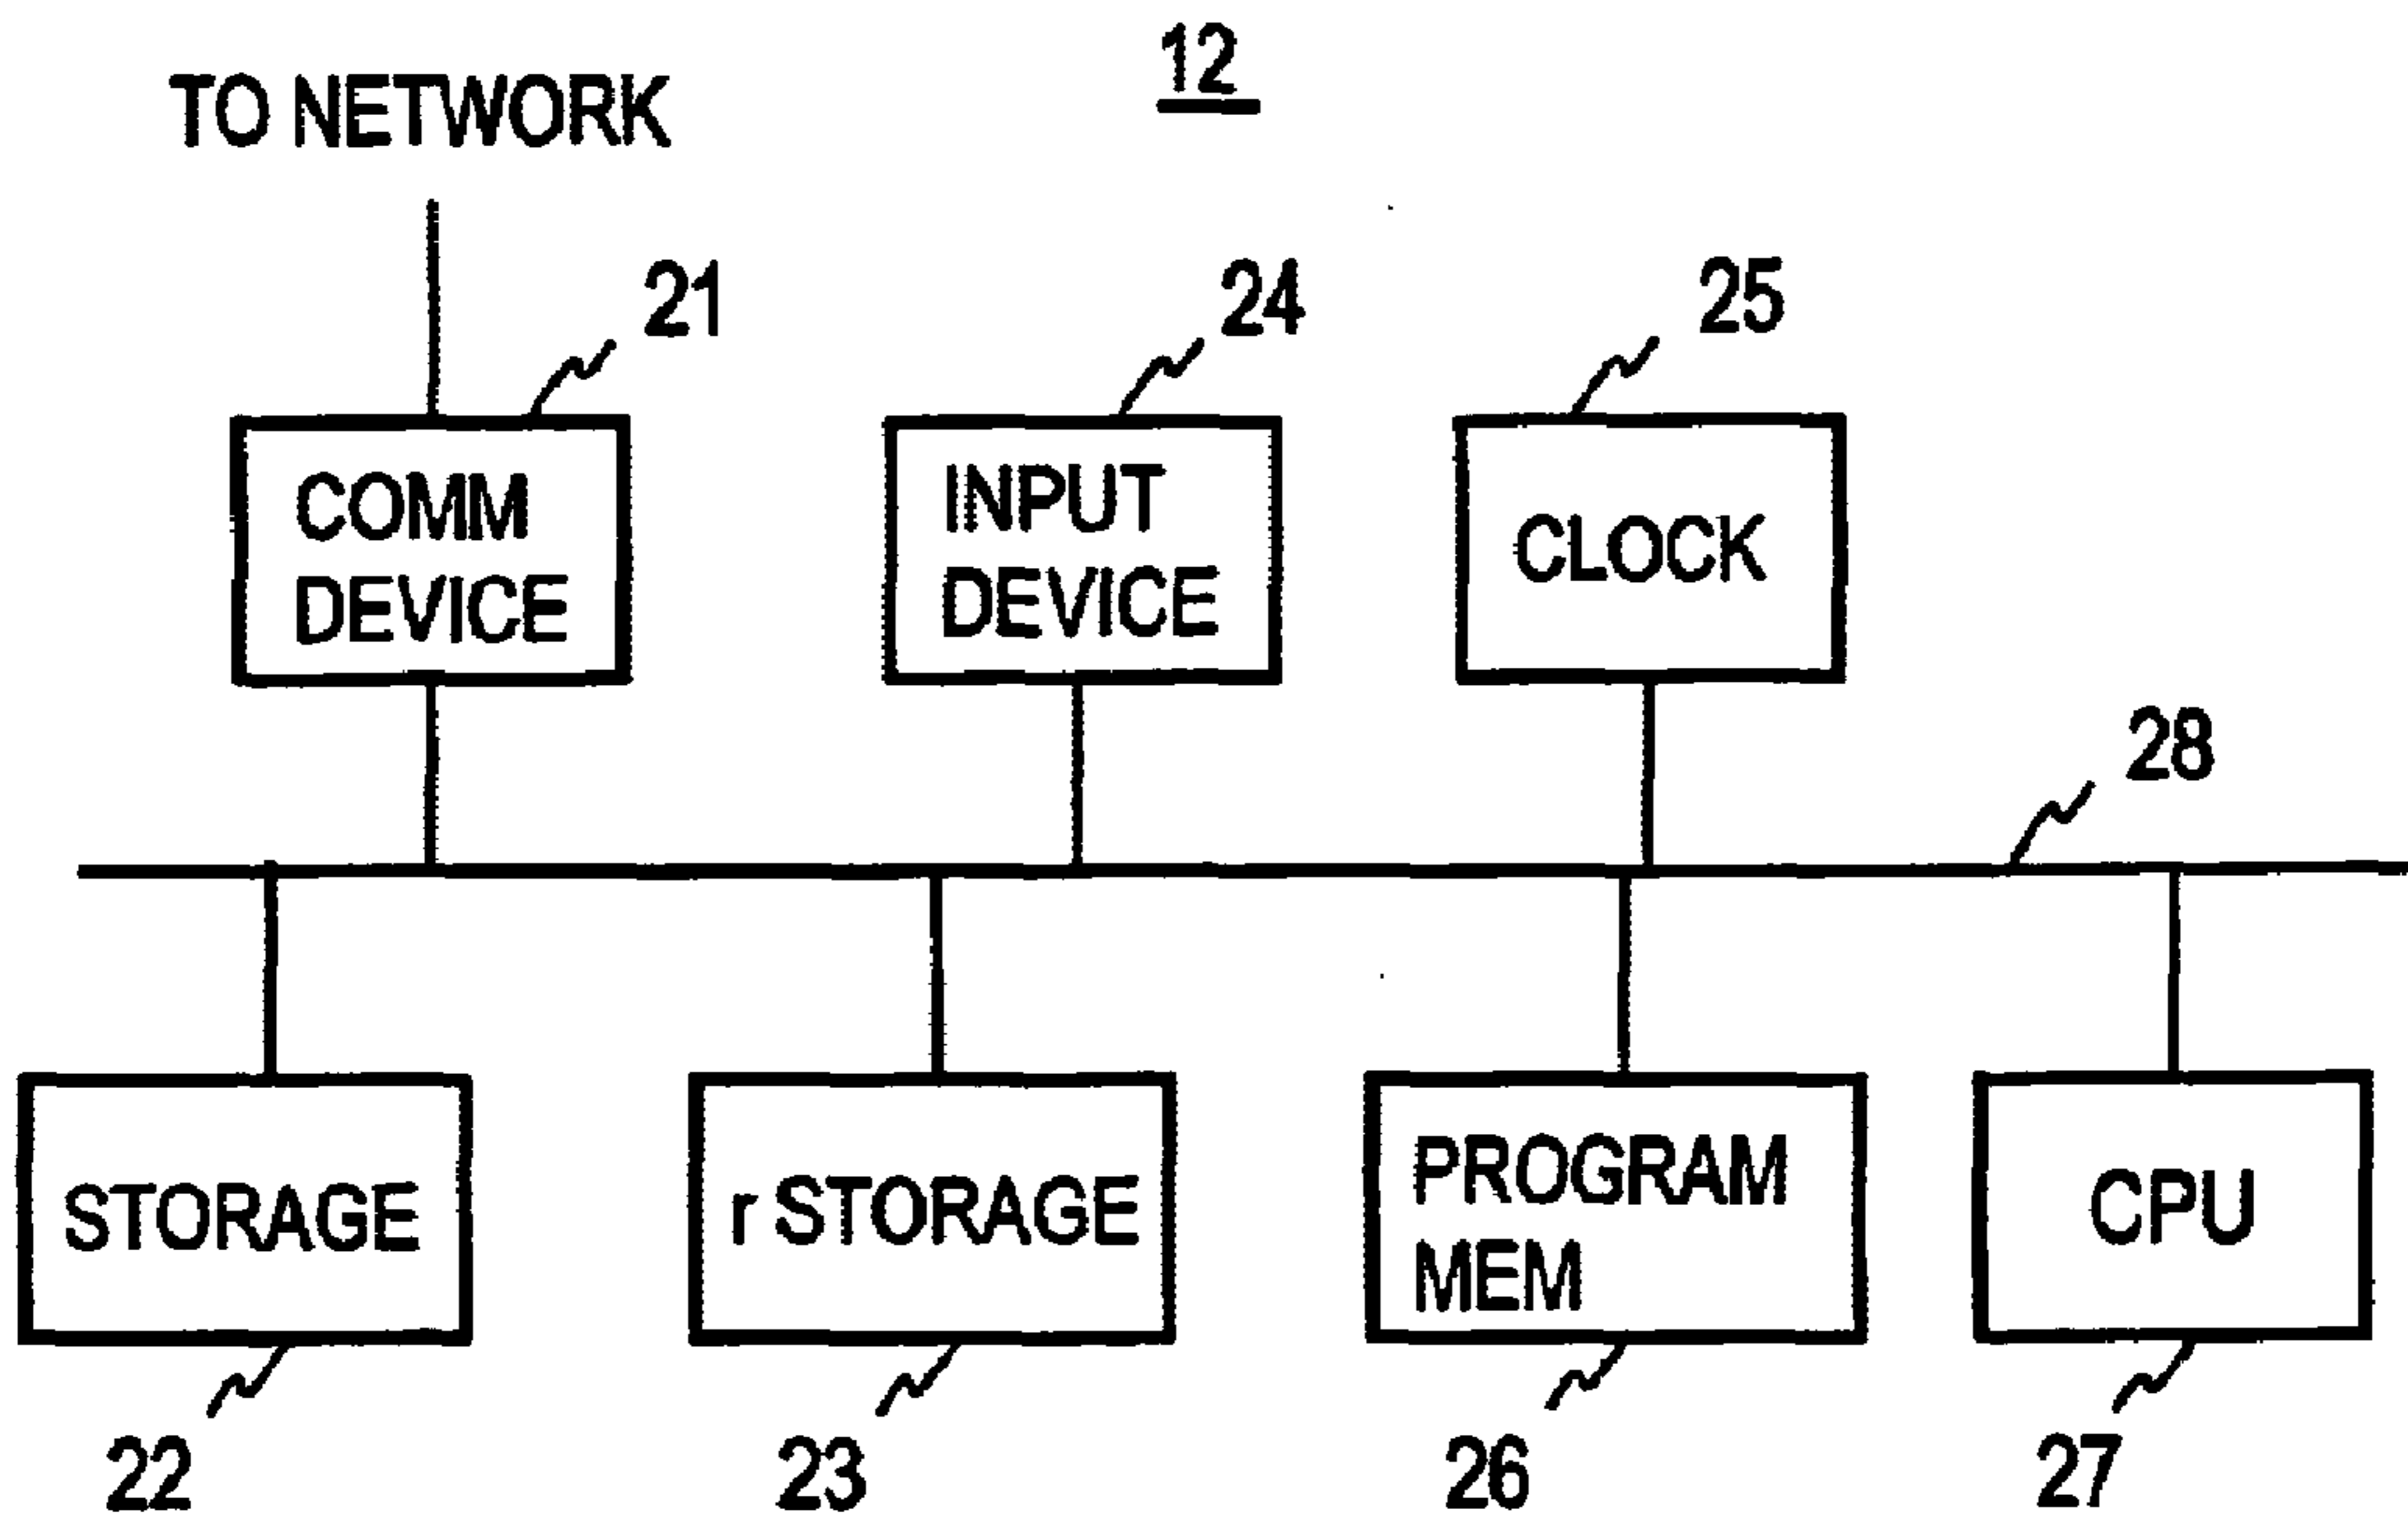 12
TO NETWORK
21
24
25
COMM
DEVICE
INPUT
DEVICE
CLOCK
28
STORAGE
r STORAGE
PROGRAM
MEM
CPU
22
23
26
27